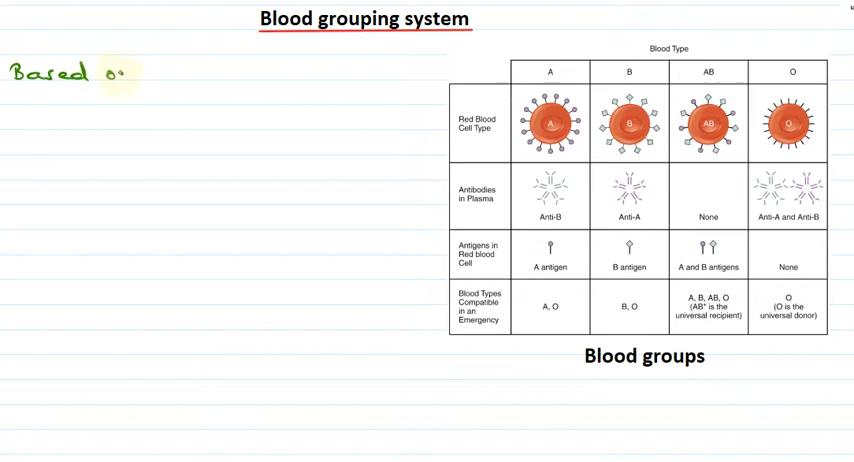 Blood grouping system
Based
Blood Type
A B AB O
Red Blood
Cell Type
A B AB O
Antibodies
in Plasma
Anti-B Anti-A None Anti-A and Anti-B
Antigens in
Red blood
Cell
A antigen B antigen A and B antigens None
Blood Types
Compatible
in an
Emergency
A, O B, O
A, B, AB, O
(AB⁺ is the
universal recipient)
O
(O is the
universal donor)
Blood groups